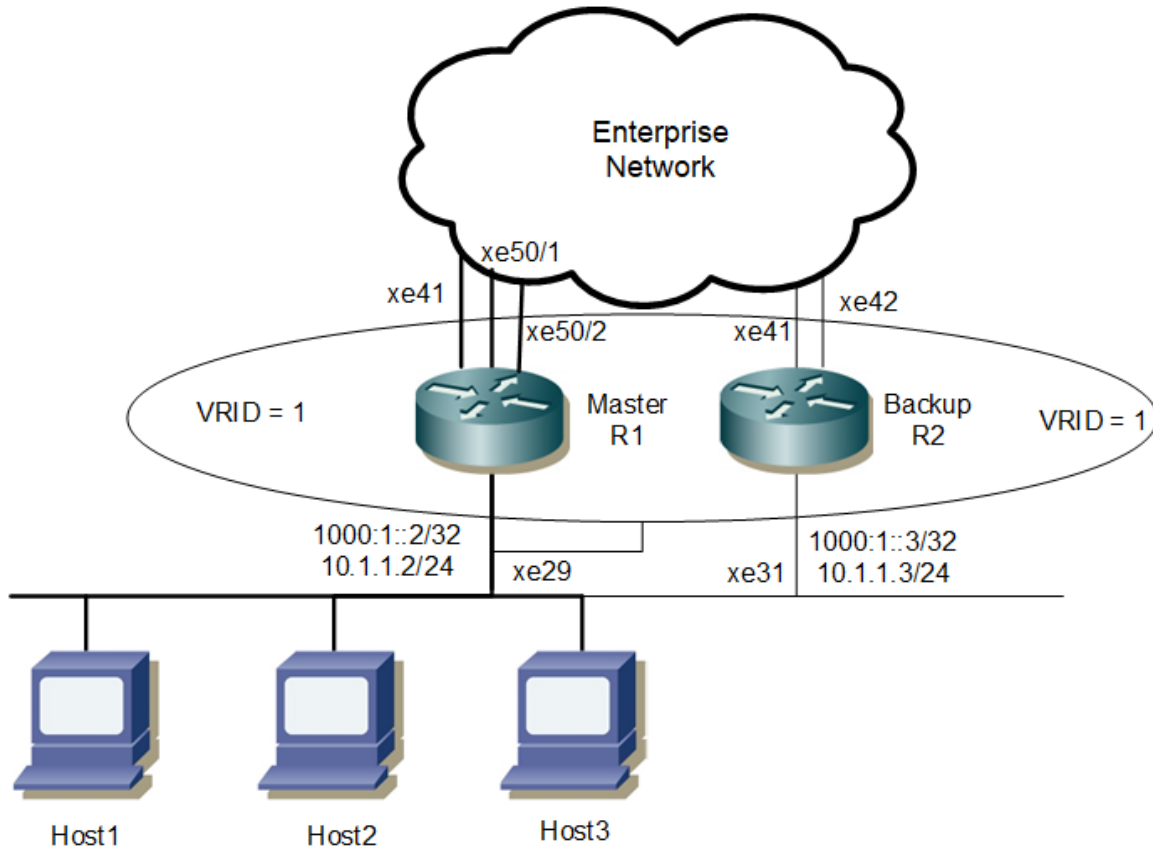 Enterprise
Network
xe50/1
xe41
xe42
xe50/2
xe41
VRID = 1
Master
R1
Backup
R2
VRID = 1
1000:1::2/32
10.1.1.2/24
xe29
1000:1::3/32
10.1.1.3/24
xe31
Host1
Host2
Host3